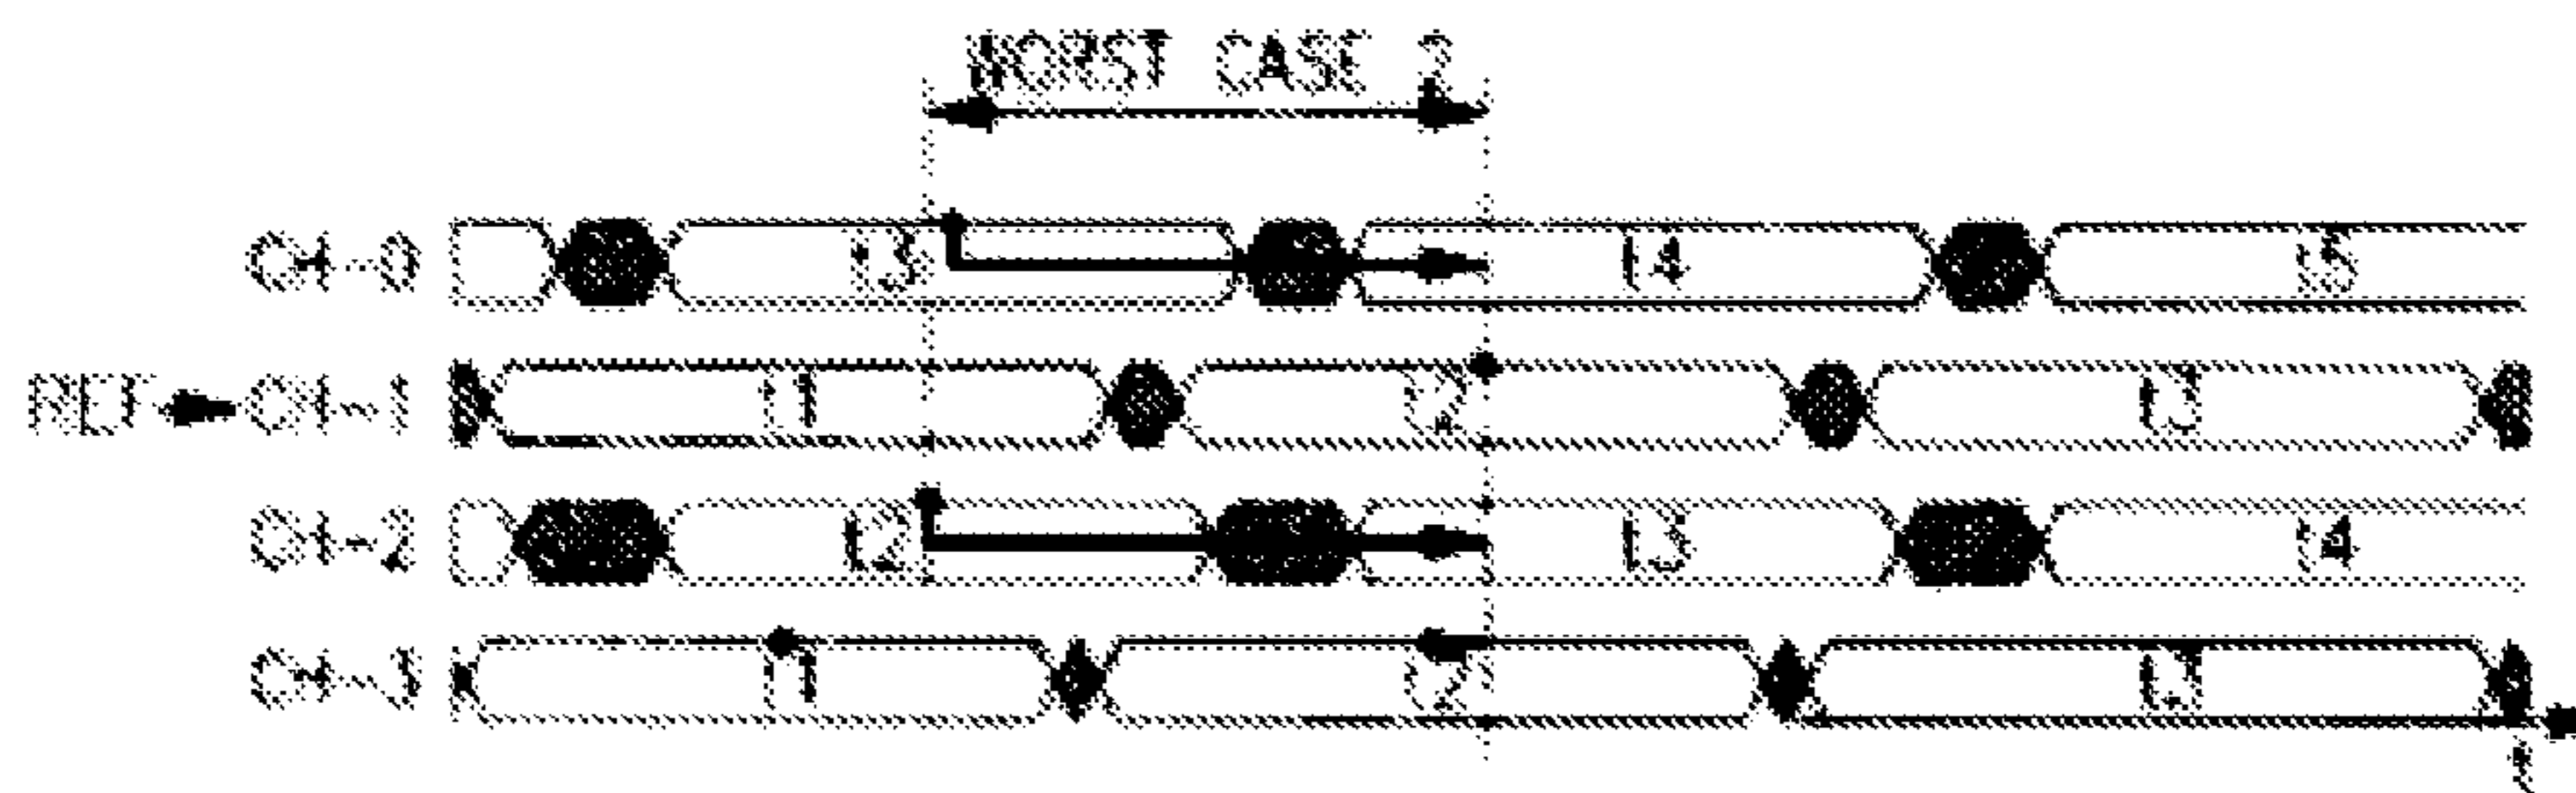 WORST CASE 2
CH-0 t3 t4 t5
REF CH-1 t1 t2 t3
CH-2 t2 t3 t4
CH-3 t1 t2 t3